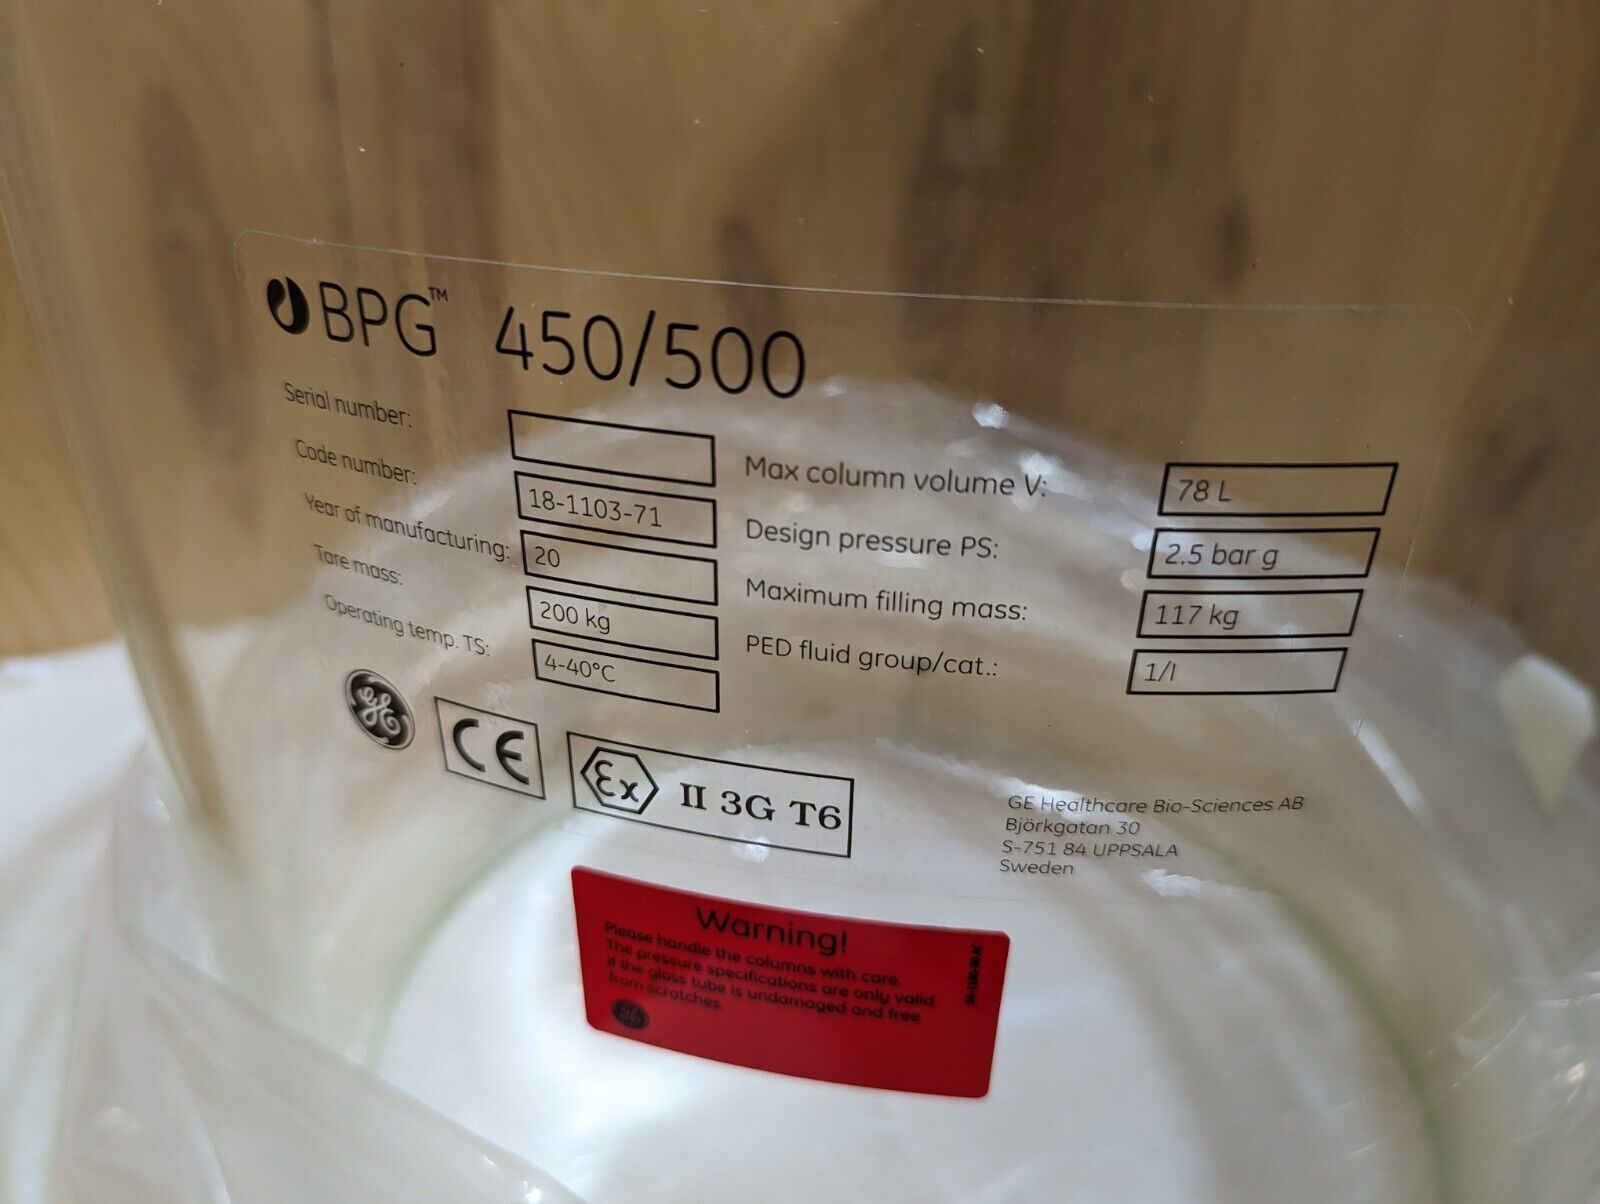 BPG™ 450/500
Serial number:
Code number: 18-1103-71
Year of manufacturing: 20
Tare mass: 200 kg
Operating temp. TS: 4-40°C
Max column volume V: 78 L
Design pressure PS: 2.5 bar g
Maximum filling mass: 117 kg
PED fluid group/cat.: 1/I
GE
CE
Ex II 3G T6
GE Healthcare Bio-Sciences AB
Björkgatan 30
S-751 84 UPPSALA
Sweden
Warning!
Please handle the columns with care.
The pressure specifications are only valid
if the glass tube is undamaged and free
from scratches.
GE